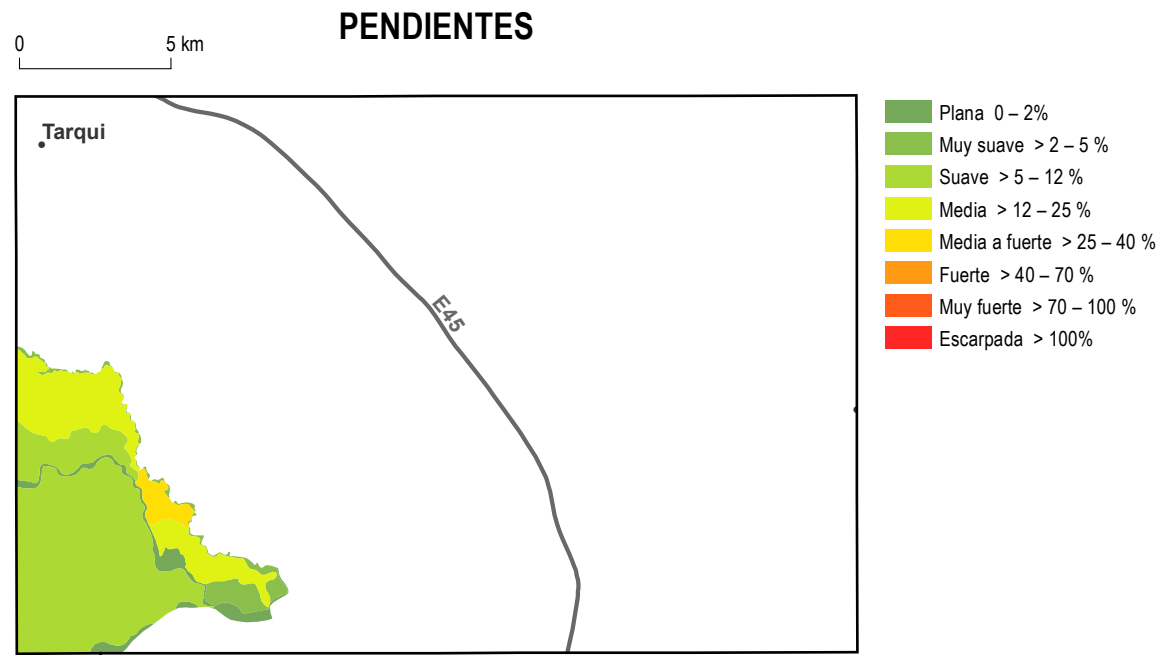 PENDIENTES
0 5 km
Tarqui
E45
Plana 0 – 2%
Muy suave > 2 – 5 %
Suave > 5 – 12 %
Media > 12 – 25 %
Media a fuerte > 25 – 40 %
Fuerte > 40 – 70 %
Muy fuerte > 70 – 100 %
Escarpada > 100%